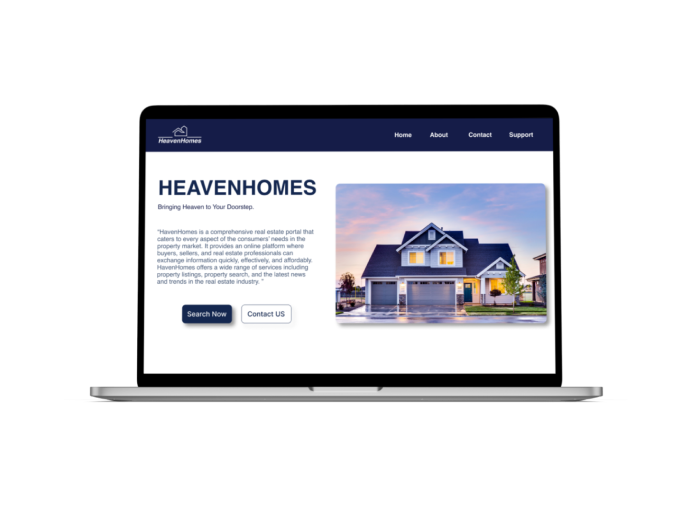 HeavenHomes
Home About Contact Support
HEAVENHOMES
Bringing Heaven to Your Doorstep.
"HavenHomes is a comprehensive real estate portal that
caters to every aspect of the consumers' needs in the
property market. It provides an online platform where
buyers, sellers, and real estate professionals can
exchange information quickly, effectively, and affordably.
HavenHomes offers a wide range of services including
property listings, property search, and the latest news
and trends in the real estate industry. "
Search Now Contact US